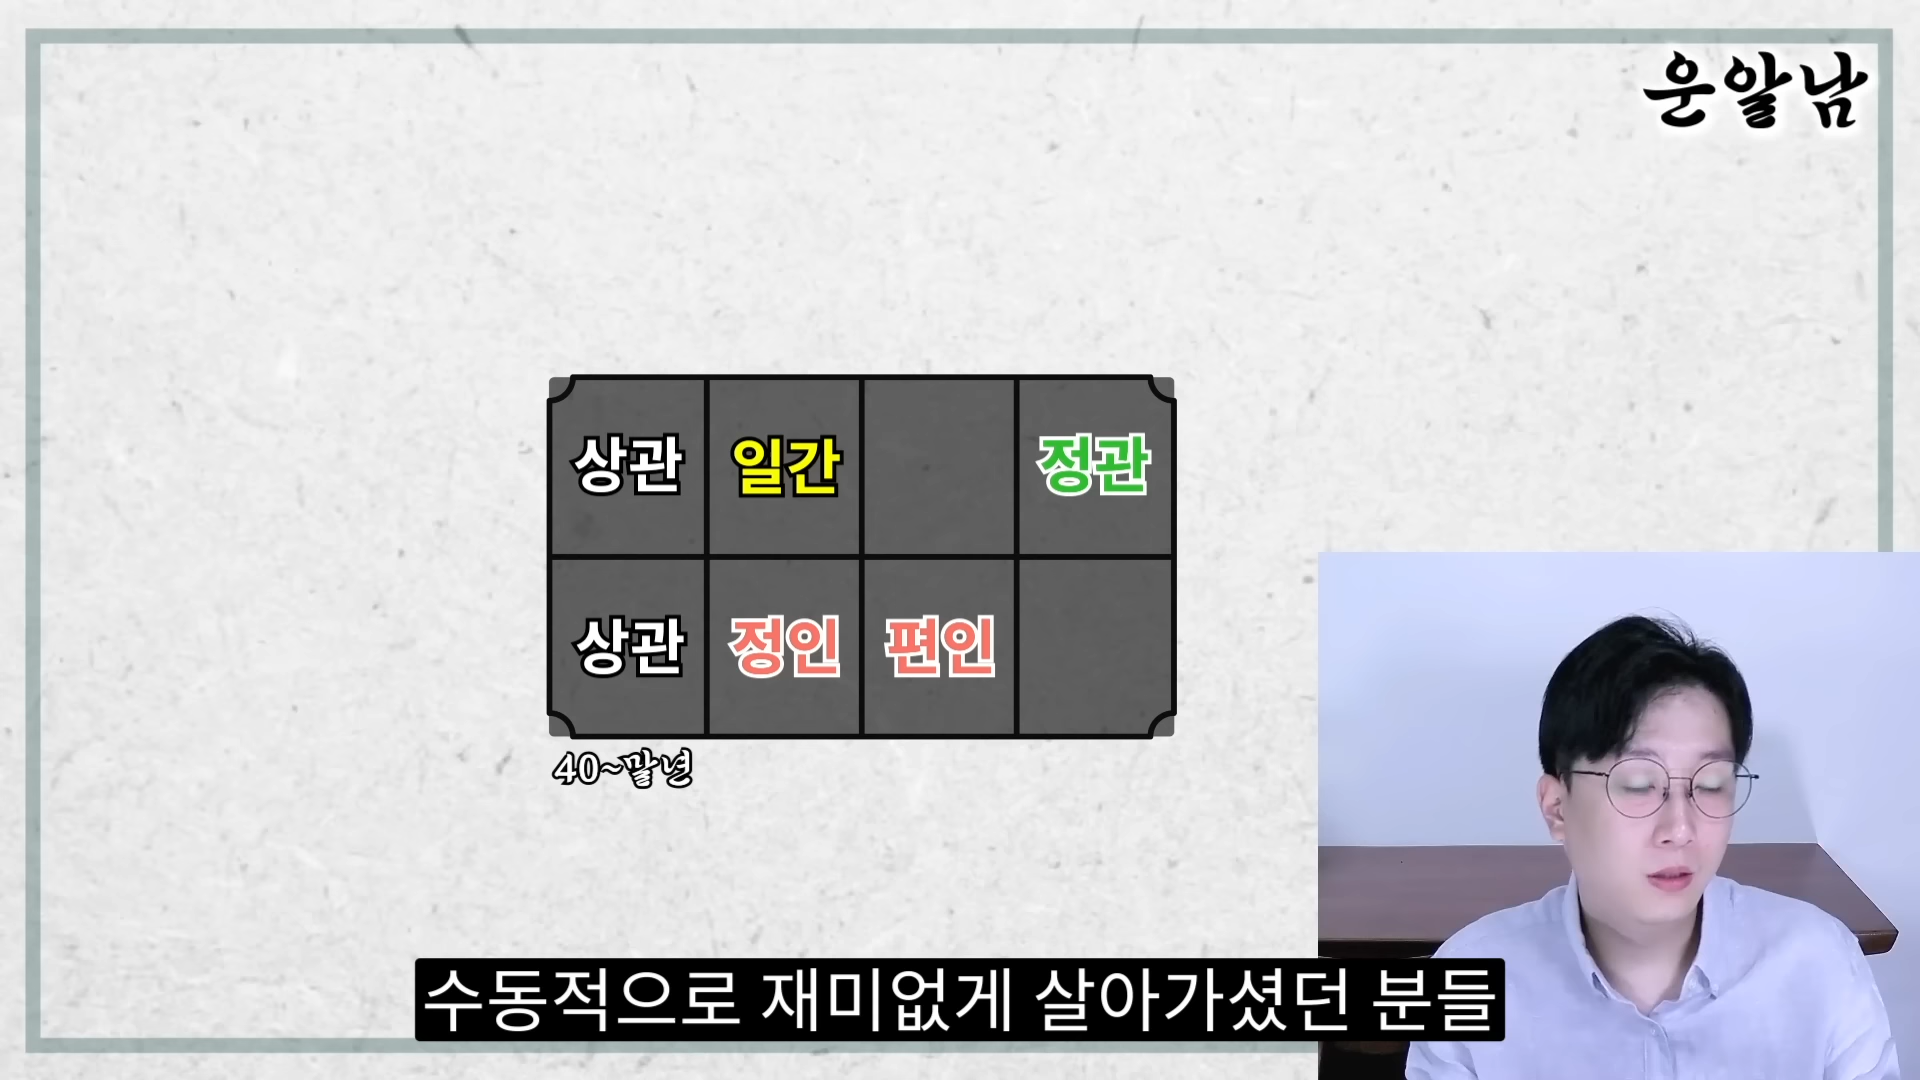 운알남
상관 일간 정관
상관 정인 편인
40~말년
수동적으로 재미없게 살아가셨던 분들